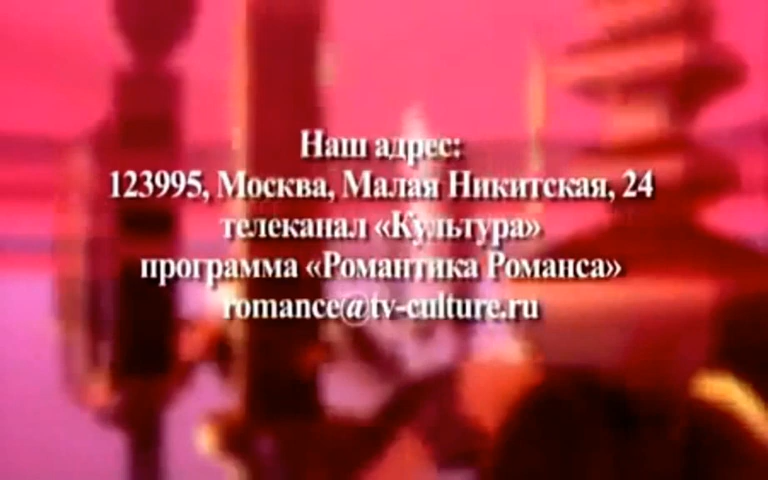 Наш адрес:
123995, Москва, Малая Никитская, 24
телеканал «Культура»
программа «Романтика Романса»
romance@tv-culture.ru